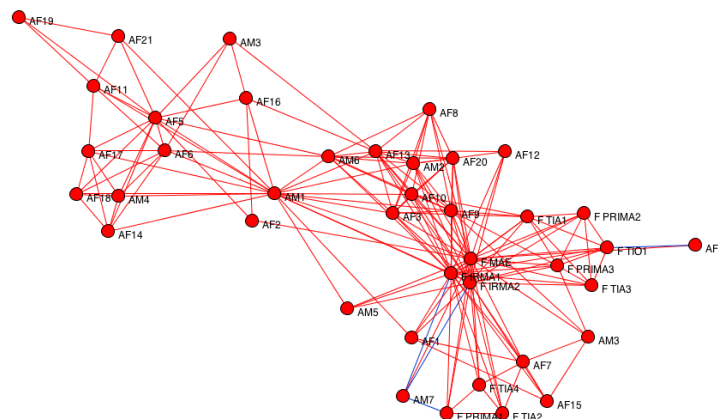 AF19
AF21
AM3
AF11
AF16
AF5
AF8
AF17
AF6
AM6
AF13
AM2
AF20
AF12
AF18
AM4
AM1
AF10
AF3
AF9
AF14
AF2
F TIA1
F PRIMA2
F TIO1
AF
F MAE
F PRIMA3
F IRMA1
F IRMA2
F TIA3
AM5
AF1
AM3
AF7
F TIA4
AM7
AF15
F PRIMA1
F TIA2